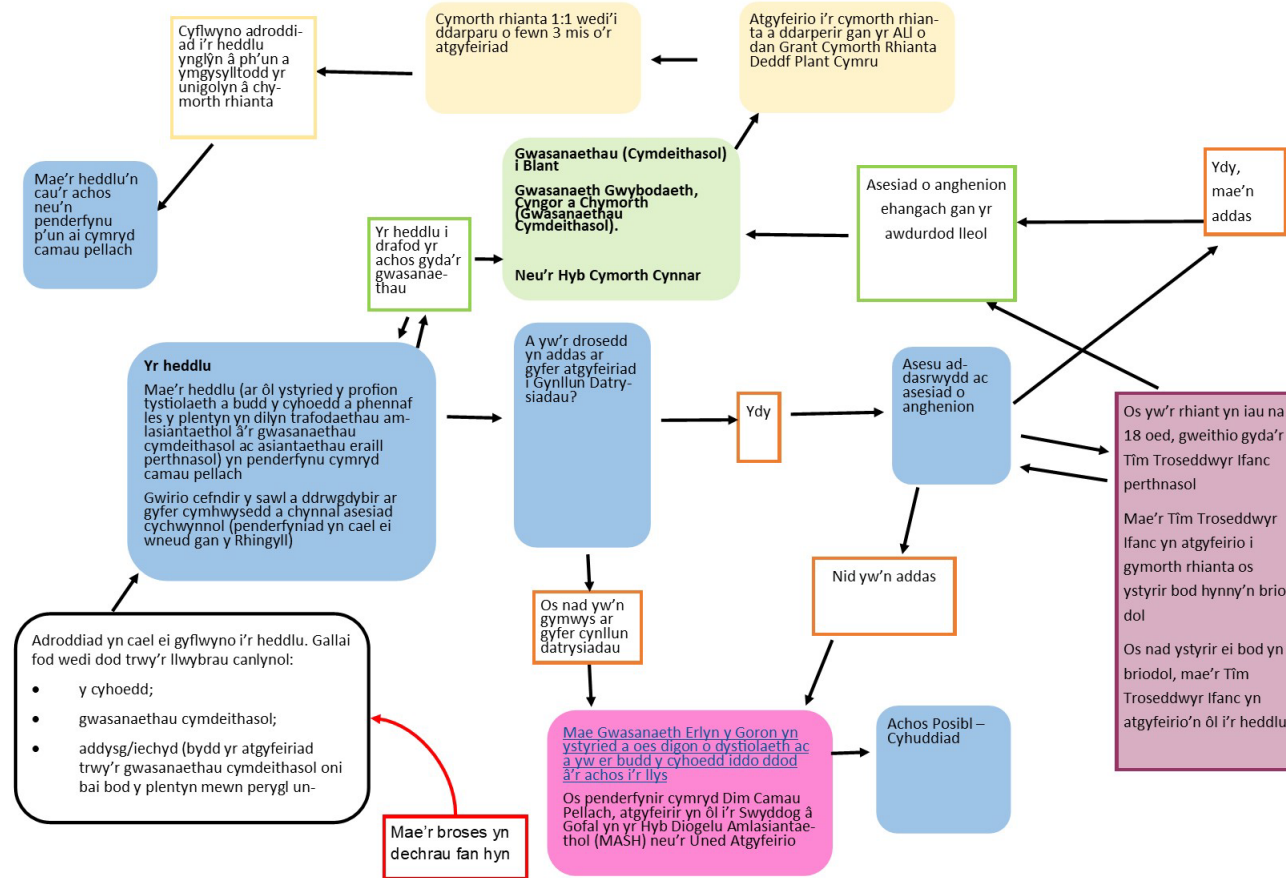 Cyflwyno adroddi-
ad i'r heddlu
ynglŷn â ph'un a
ymgysylltodd yr
unigolyn â chy-
morth rhianta
Cymorth rhianta 1:1 wedi'i
ddarparu o fewn 3 mis o'r
atgyfeiriad
Atgyfeirio i'r cymorth rhian-
ta a ddarperir gan yr ALl o
dan Grant Cymorth Rhianta
Deddf Plant Cymru
Mae'r heddlu'n
cau'r achos
neu'n
penderfynu
p'un ai cymryd
camau pellach
Yr heddlu i
drafod yr
achos gyda'r
gwasanae-
thau
Gwasanaethau (Cymdeithasol)
i Blant
Gwasanaeth Gwybodaeth,
Cyngor a Chymorth
(Gwasanaethau
Cymdeithasol).
Neu'r Hyb Cymorth Cynnar
Asesiad o anghenion
ehangach gan yr
awdurdod lleol
Ydy,
mae'n
addas
Yr heddlu
Mae'r heddlu (ar ôl ystyried y profion
tystiolaeth a budd y cyhoedd a phennaf
les y plentyn yn dilyn trafodaethau am-
lasiantaethol â'r gwasanaethau
cymdeithasol ac asiantaethau eraill
perthnasol) yn penderfynu cymryd
camau pellach
Gwirio cefndir y sawl a ddrwgdybir ar
gyfer cymhwysedd a chynnal asesiad
cychwynnol (penderfyniad yn cael ei
wneud gan y Rhingyll)
A yw'r drosedd
yn addas ar
gyfer atgyfeiriad
i Gynllun Datry-
siadau?
Ydy
Asesu ad-
dasrwydd ac
asesiad o
anghenion
Os yw'r rhiant yn iau na
18 oed, gweithio gyda'r
Tîm Troseddwyr Ifanc
perthnasol
Mae'r Tîm Troseddwyr
Ifanc yn atgyfeirio i
gymorth rhianta os
ystyrir bod hynny'n brio
dol
Os nad ystyrir ei bod yn
briodol, mae'r Tîm
Troseddwyr Ifanc yn
atgyfeirio'n ôl i'r heddlu
Os nad yw'n
gymwys ar
gyfer cynllun
datrysiadau
Nid yw'n addas
Adroddiad yn cael ei gyflwyno i'r heddlu. Gallai
fod wedi dod trwy'r llwybrau canlynol:
• y cyhoedd;
• gwasanaethau cymdeithasol;
• addysg/iechyd (bydd yr atgyfeiriad
trwy'r gwasanaethau cymdeithasol oni
bai bod y plentyn mewn perygl un-
Mae'r broses yn
dechrau fan hyn
Mae Gwasanaeth Erlyn y Goron yn
ystyried a oes digon o dystiolaeth ac
a yw er budd y cyhoedd iddo ddod
â'r achos i'r llys
Os penderfynir cymryd Dim Camau
Pellach, atgyfeirir yn ôl i'r Swyddog â
Gofal yn yr Hyb Diogelu Amlasiantae-
thol (MASH) neu'r Uned Atgyfeirio
Achos Posibl –
Cyhuddiad